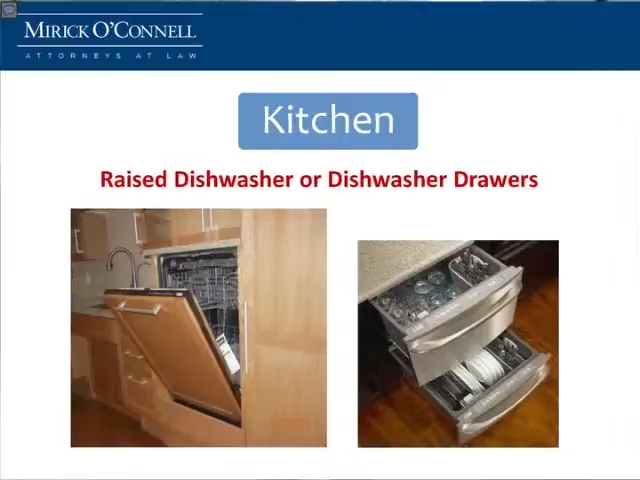 MIRICK O'CONNELL
ATTORNEYS AT LAW
Kitchen
Raised Dishwasher or Dishwasher Drawers